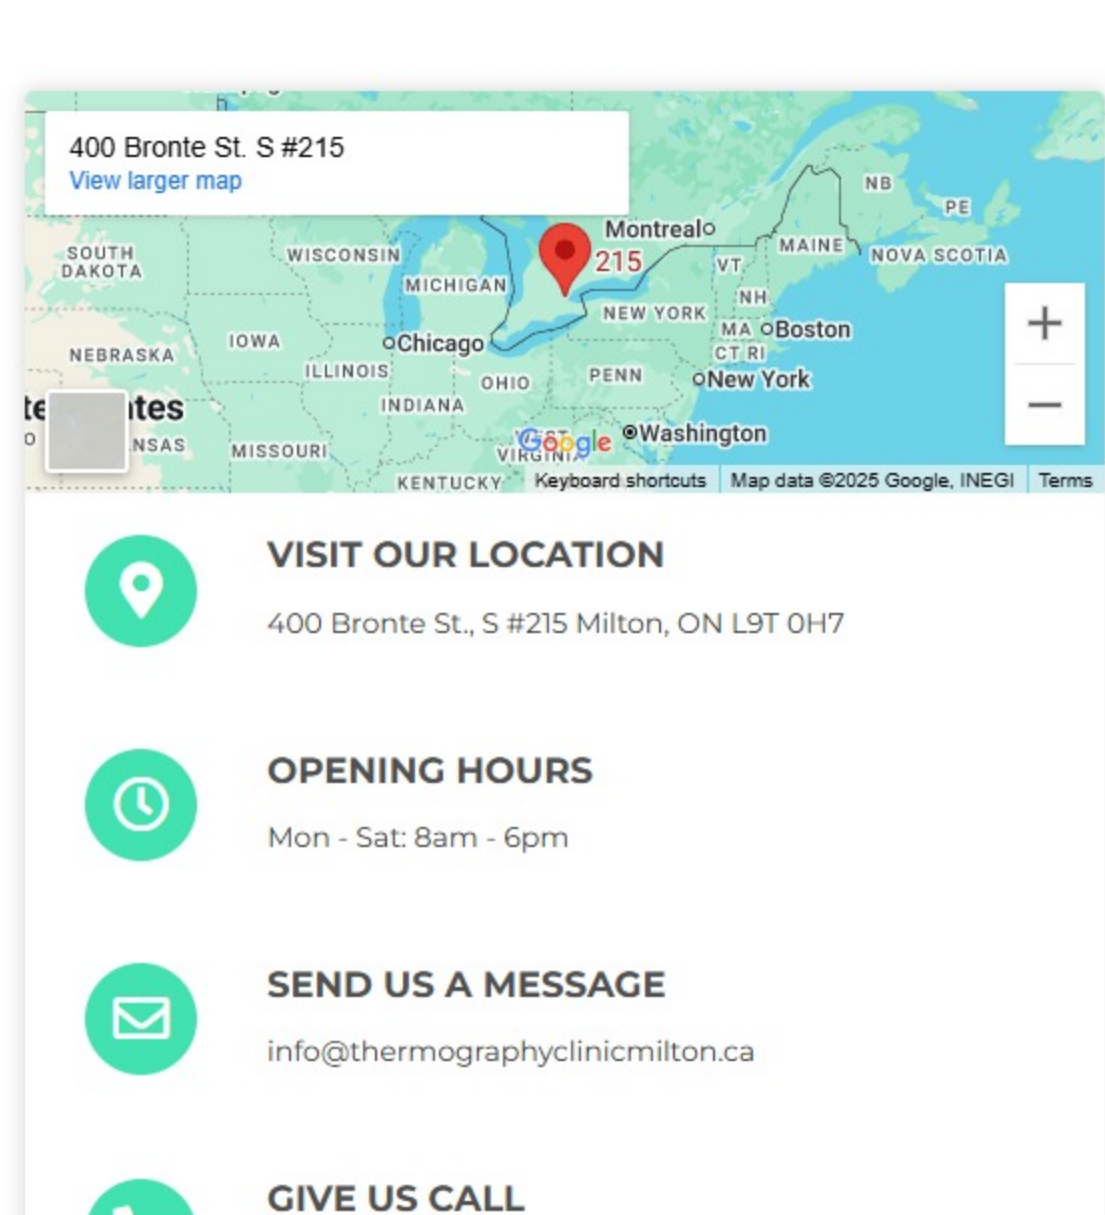 400 Bronte St. S #215
View larger map
NB
PE
Montreal
SOUTH
DAKOTA
WISCONSIN
215
VT
MAINE
NOVA SCOTIA
MICHIGAN
NH
NEW YORK
MA
Boston
IOWA
Chicago
CT RI
NEBRASKA
ILLINOIS
OHIO
PENN
New York
INDIANA
Washington
MISSOURI
Google
KENTUCKY
Keyboard shortcuts
Map data ©2025 Google, INEGI
Terms
VISIT OUR LOCATION
400 Bronte St., S #215 Milton, ON L9T 0H7
OPENING HOURS
Mon - Sat: 8am - 6pm
SEND US A MESSAGE
info@thermographyclinicmilton.ca
GIVE US CALL